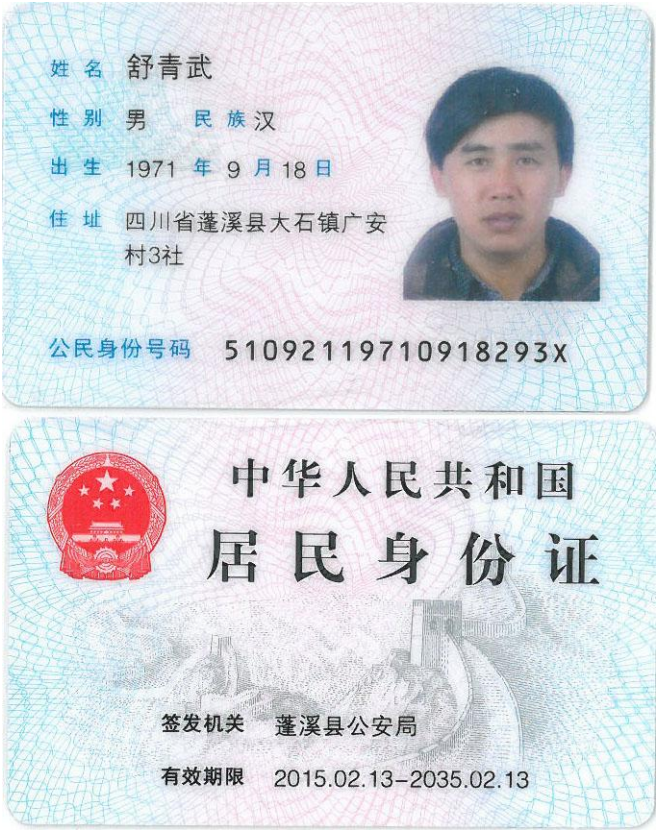 姓名 舒青武
性别 男 民族 汉
出生 1971 年 9 月 18 日
住址 四川省蓬溪县大石镇广安
村3社
公民身份号码 51092119710918293X
中华人民共和国
居民身份证
签发机关 蓬溪县公安局
有效期限 2015.02.13-2035.02.13